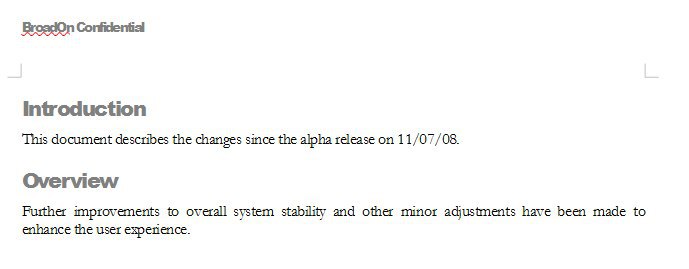 BroadOn Confidential
Introduction
This document describes the changes since the alpha release on 11/07/08.
Overview
Further improvements to overall system stability and other minor adjustments have been made to
enhance the user experience.